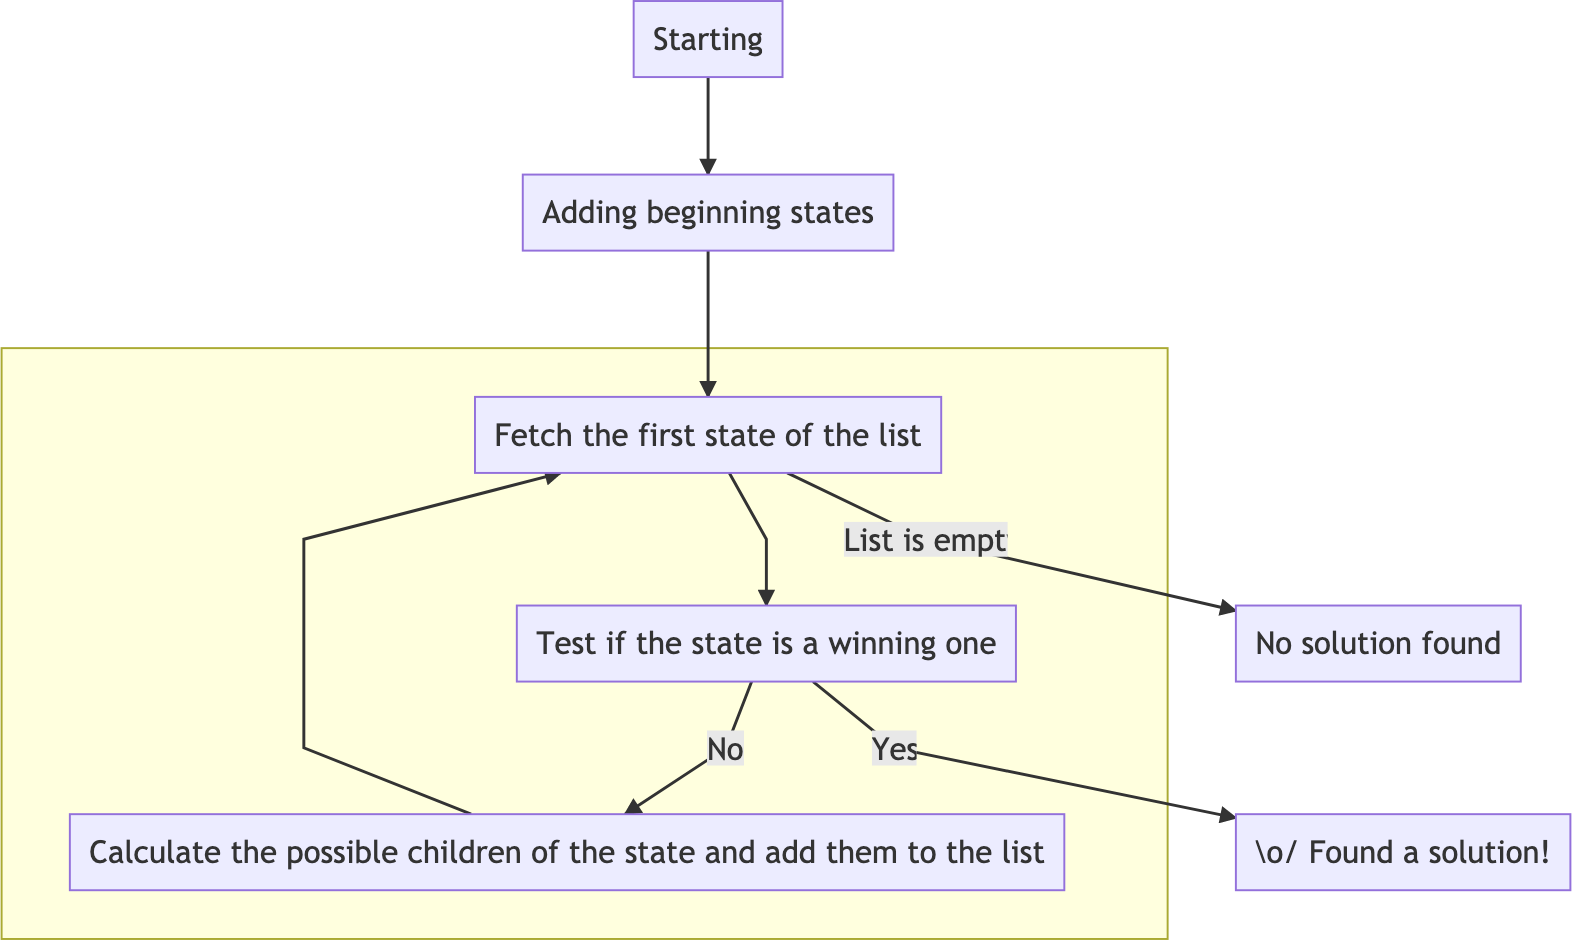 Starting
Adding beginning states
Fetch the first state of the list
List is empt
Test if the state is a winning one
No solution found
No
Yes
Calculate the possible children of the state and add them to the list
\o/ Found a solution!